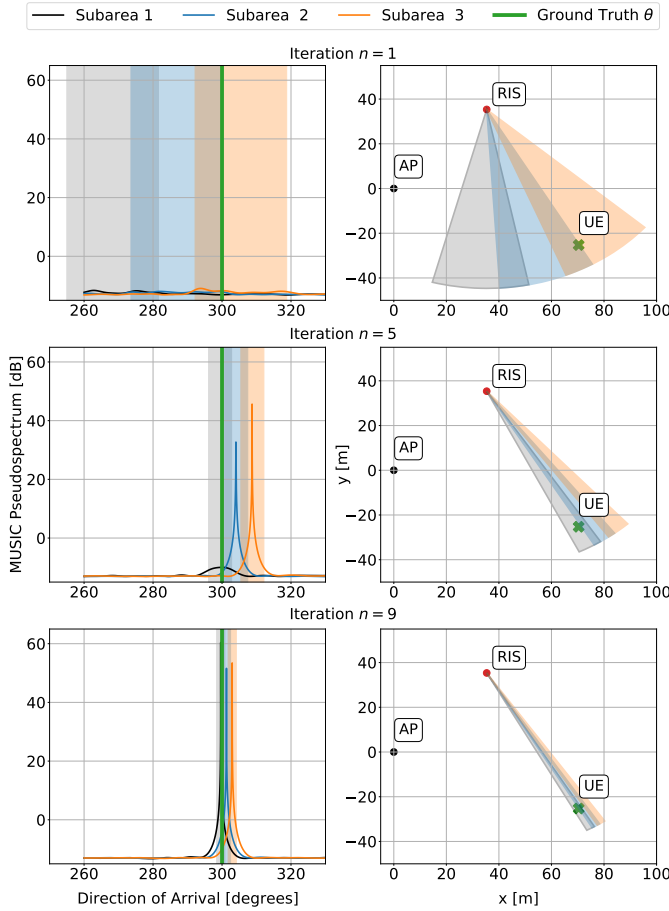 Subarea 1 Subarea 2 Subarea 3 Ground Truth θ
Iteration n = 1
60
40
20
0
260 280 300 320
40
20
0
−20
−40
0 20 40 60 80 100
RIS
AP
UE
Iteration n = 5
MUSIC Pseudospectrum [dB]
60
40
20
0
260 280 300 320
y [m]
40
20
0
−20
−40
0 20 40 60 80 100
RIS
AP
UE
Iteration n = 9
60
40
20
0
260 280 300 320
Direction of Arrival [degrees]
40
20
0
−20
−40
0 20 40 60 80 100
x [m]
RIS
AP
UE